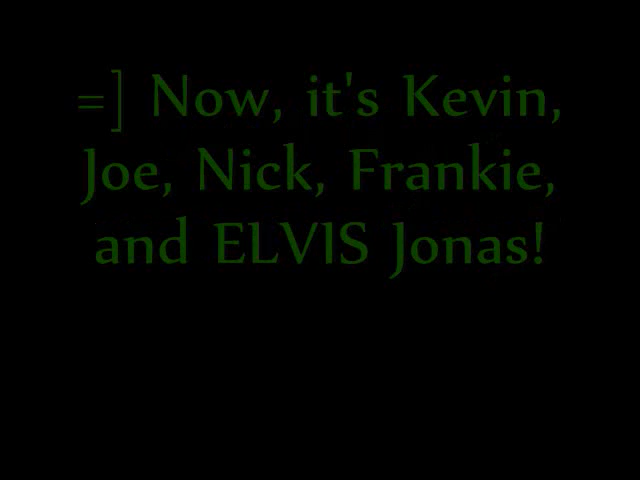 =] Now, it's Kevin,
Joe, Nick, Frankie,
and ELVIS Jonas!